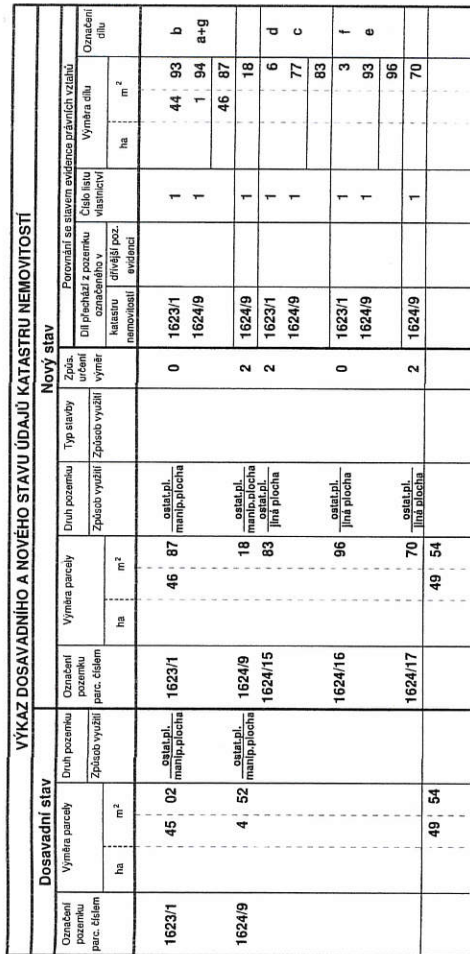 VÝKAZ DOSAVADNÍHO A NOVÉHO STAVU ÚDAJŮ KATASTRU NEMOVITOSTÍ
Dosavadní stav Nový stav
Označení pozemku parc. číslem Výměra parcely Druh pozemku Označení pozemku parc. číslem Výměra parcely Druh pozemku Typ stavby Způs. určení výměr Porovnání se stavem evidence právních vztahů
Způsob využití Způsob využití Způsob využití Díl přechází z pozemku označeného v Číslo listu vlastnictví Výměra dílu Označení dílu
ha m² ha m² katastru nemovitostí dřívější poz. evidenci ha m²
1623/1 45 02 ostat.pl. 1623/1 46 87 ostat.pl. 0 1623/1 1 44 93 b
manip.plocha manip.plocha 1624/9 1 1 94 a+g
46 87
1624/9 4 52 ostat.pl. 1624/9 18 ostat.pl. 2 1624/9 1 18
manip.plocha manip.plocha
1624/15 83 ostat.pl. 2 1623/1 1 6 d
jiná plocha 1624/9 1 77 c
83
1624/16 96 ostat.pl. 0 1623/1 1 3 f
jiná plocha 1624/9 1 93 e
96
1624/17 70 ostat.pl. 2 1624/9 1 70
jiná plocha
49 54 49 54